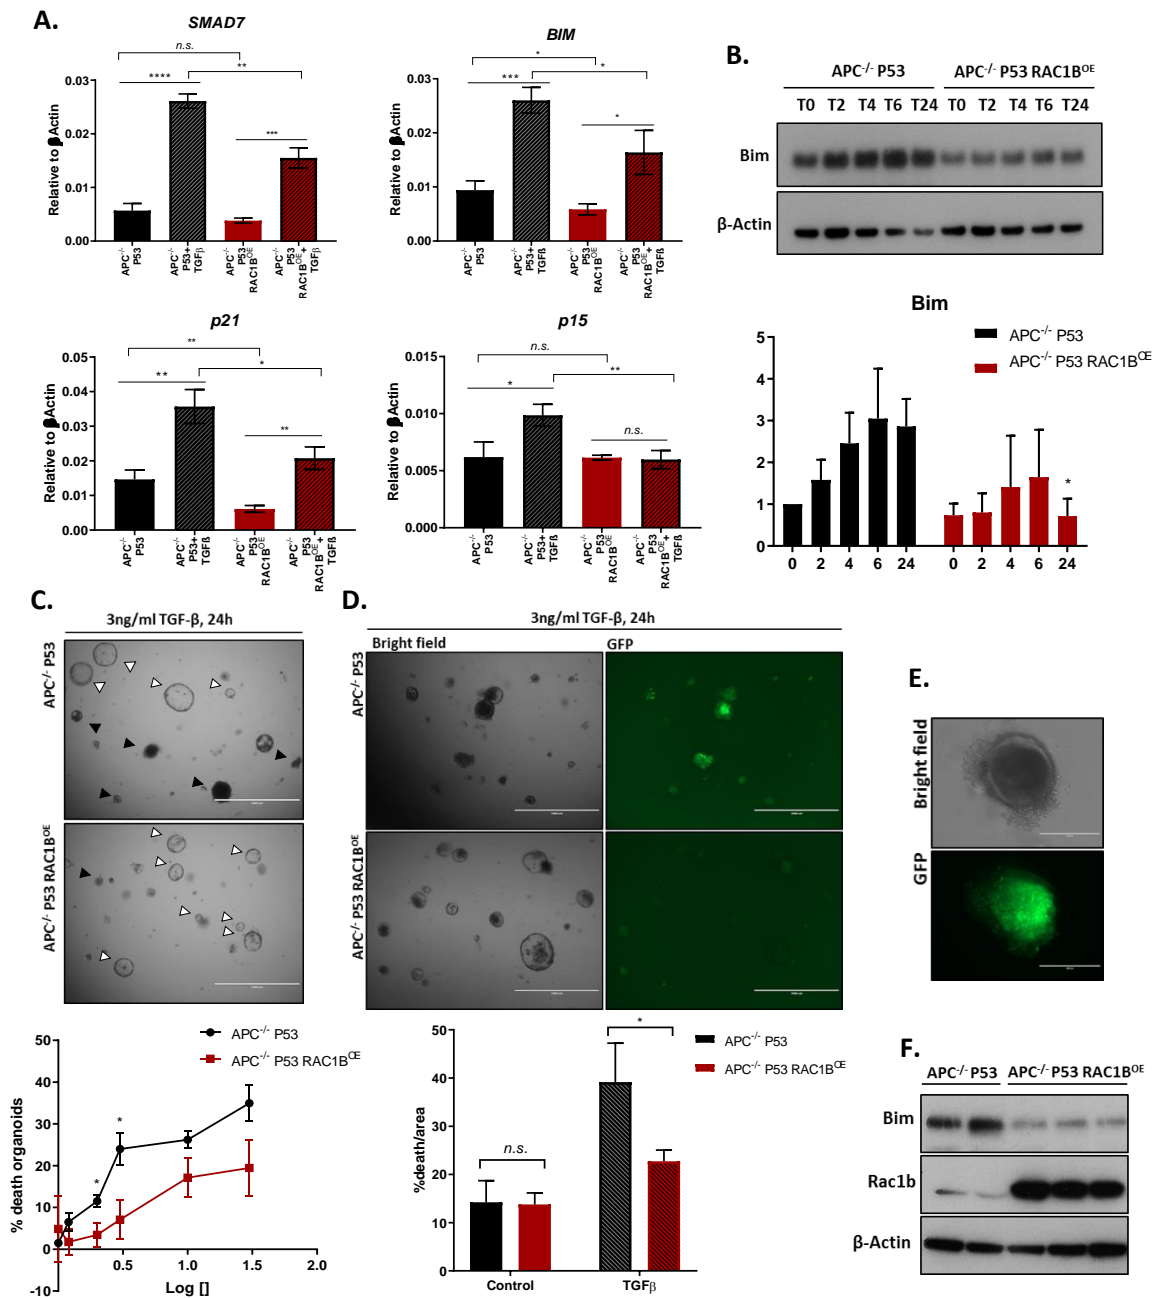 A.
SMAD7
n.s.
****
**
***
Relative to βActin
0.03
0.02
0.01
0.00
APC-/- P53
APC-/- P53+ TGFβ
APC-/- P53 RAC1BOE
APC-/- P53 RAC1BOE+ TGFβ
BIM
*
***
*
*
Relative to βActin
0.03
0.02
0.01
0.00
APC-/- P53
APC-/- P53+ TGFß
APC-/- P53 RAC1BOE
APC-/- P53 RAC1BOE+ TGFß
p21
**
*
**
**
Relative to βActin
0.05
0.04
0.03
0.02
0.01
0.00
APC-/- P53
APC-/- P53+ TGFß
APC-/- P53 RAC1BOE
APC-/- P53 RAC1BOE+ TGFß
p15
n.s.
**
*
n.s.
Relative to βActin
0.015
0.010
0.005
0.000
APC-/- P53
APC-/- P53+ TGFß
APC-/- P53 RAC1BOE
APC-/- P53 RAC1BOE+ TGFß
B.
APC-/- P53 APC-/- P53 RAC1BOE
T0 T2 T4 T6 T24 T0 T2 T4 T6 T24
Bim
β-Actin
Bim
APC-/- P53
APC-/- P53 RAC1BOE
5
4
3
2
1
0
*
0 2 4 6 24 0 2 4 6 24
C.
3ng/ml TGF-β, 24h
APC-/- P53
APC-/- P53 RAC1BOE
APC-/- P53
APC-/- P53 RAC1BOE
% death organoids
40
30
20
10
0
-10
*
*
0.5 1.0 1.5 2.0
Log []
D.
3ng/ml TGF-β, 24h
Bright field GFP
APC-/- P53
APC-/- P53 RAC1BOE
%death/area
50
40
30
20
10
0
n.s.
*
APC-/- P53
APC-/- P53 RAC1BOE
Control TGFβ
E.
Bright field
GFP
F.
APC-/- P53 APC-/- P53 RAC1BOE
Bim
Rac1b
β-Actin